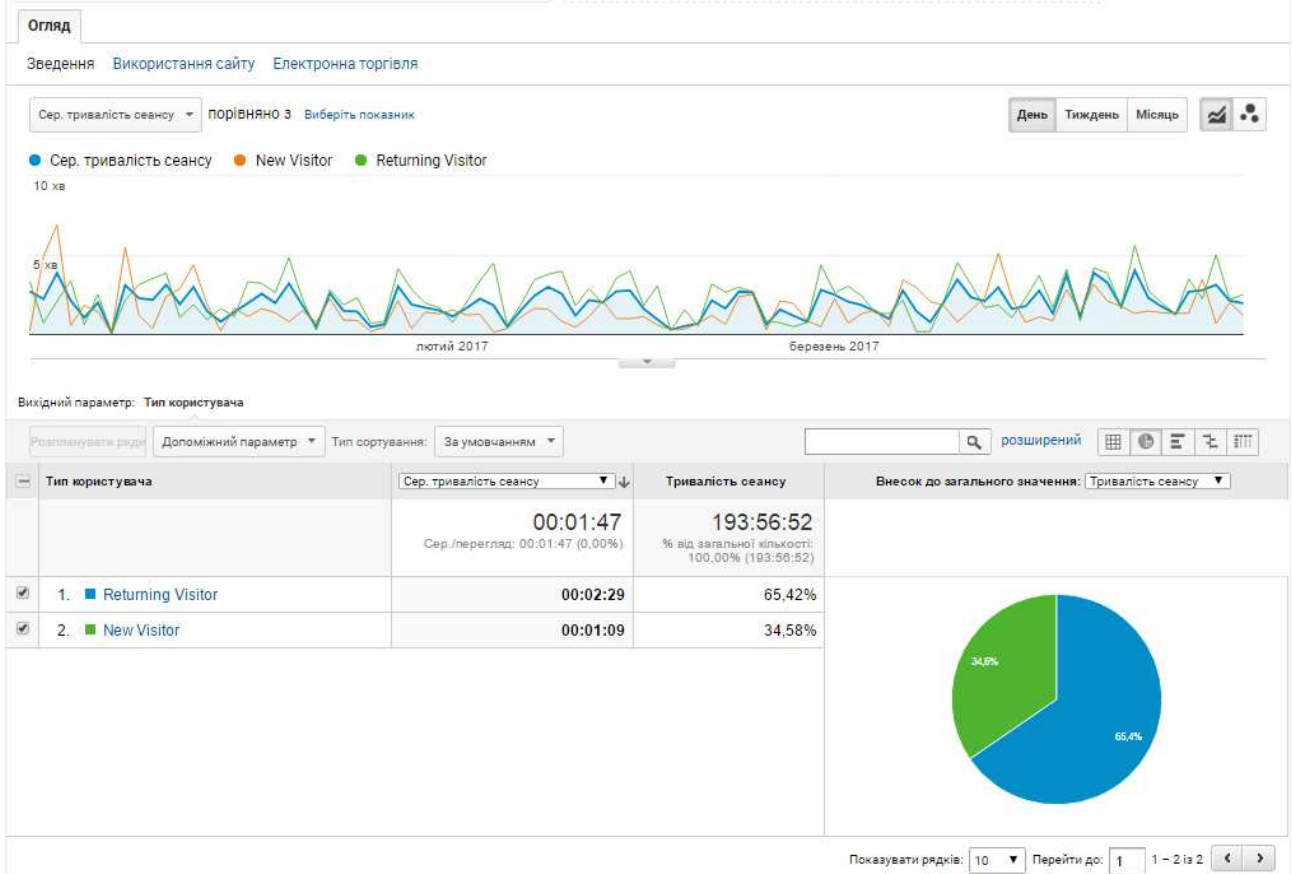 Огляд
Зведення Використання сайту Електронна торгівля
Сер. тривалість сеансу порівняно з Виберіть показник День Тиждень Місяць
Сер. тривалість сеансу New Visitor Returning Visitor
10 хв
5 хв
лютий 2017 березень 2017
Вихідний параметр: Тип користувача
Розпланувати ряди Допоміжний параметр Тип сортування: За умовчанням розширений
Тип користувача Сер. тривалість сеансу Тривалість сеансу Внесок до загального значення: Тривалість сеансу
00:01:47 193:56:52
Сер./перегляд: 00:01:47 (0,00%) % від загальної кількості:
100,00% (193:56:52)
1. Returning Visitor 00:02:29 65,42%
2. New Visitor 00:01:09 34,58%
34,6%
65,4%
Показувати рядків: 10 Перейти до: 1 1 – 2 із 2